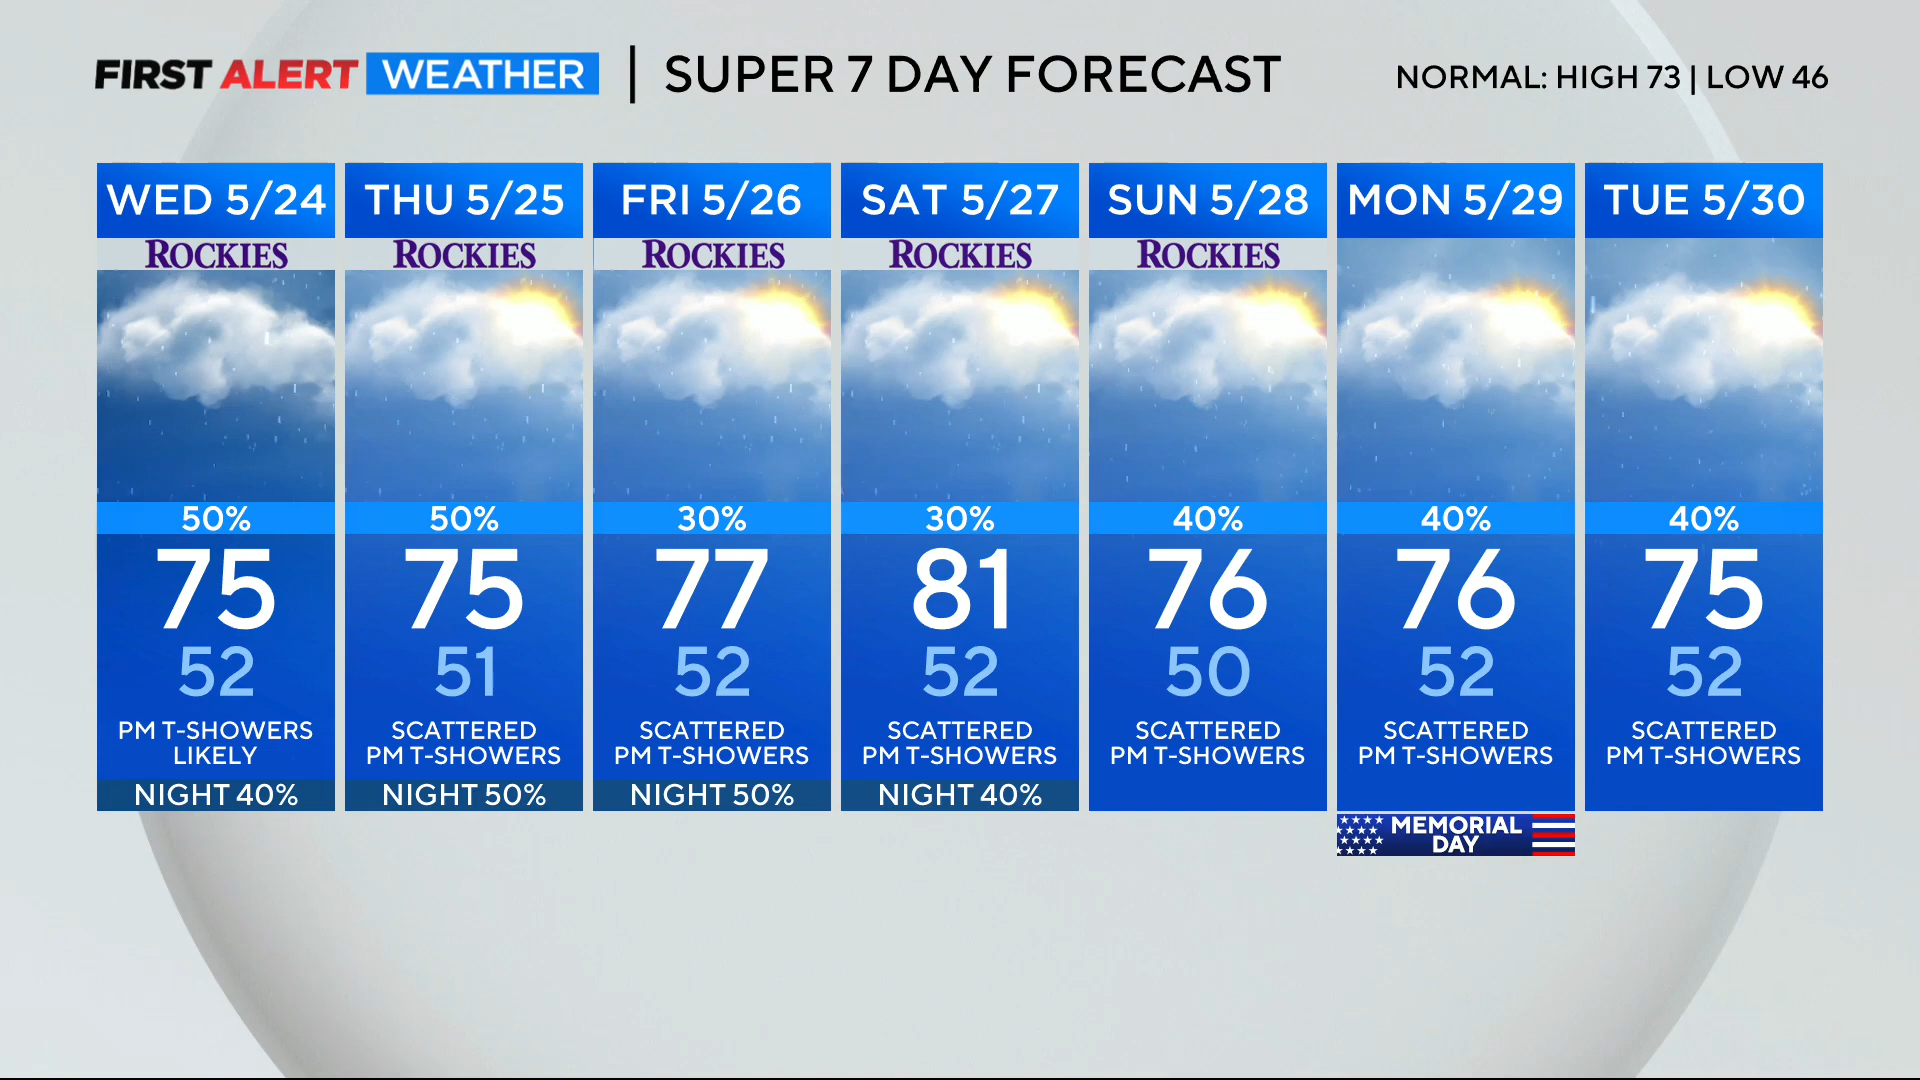 FIRST ALERT WEATHER | SUPER 7 DAY FORECAST
NORMAL: HIGH 73 | LOW 46
WED 5/24
ROCKIES
50%
75
52
PM T-SHOWERS
LIKELY
NIGHT 40%
THU 5/25
ROCKIES
50%
75
51
SCATTERED
PM T-SHOWERS
NIGHT 50%
FRI 5/26
ROCKIES
30%
77
52
SCATTERED
PM T-SHOWERS
NIGHT 50%
SAT 5/27
ROCKIES
30%
81
52
SCATTERED
PM T-SHOWERS
NIGHT 40%
SUN 5/28
ROCKIES
40%
76
50
SCATTERED
PM T-SHOWERS
MON 5/29
40%
76
52
SCATTERED
PM T-SHOWERS
MEMORIAL
DAY
TUE 5/30
40%
75
52
SCATTERED
PM T-SHOWERS